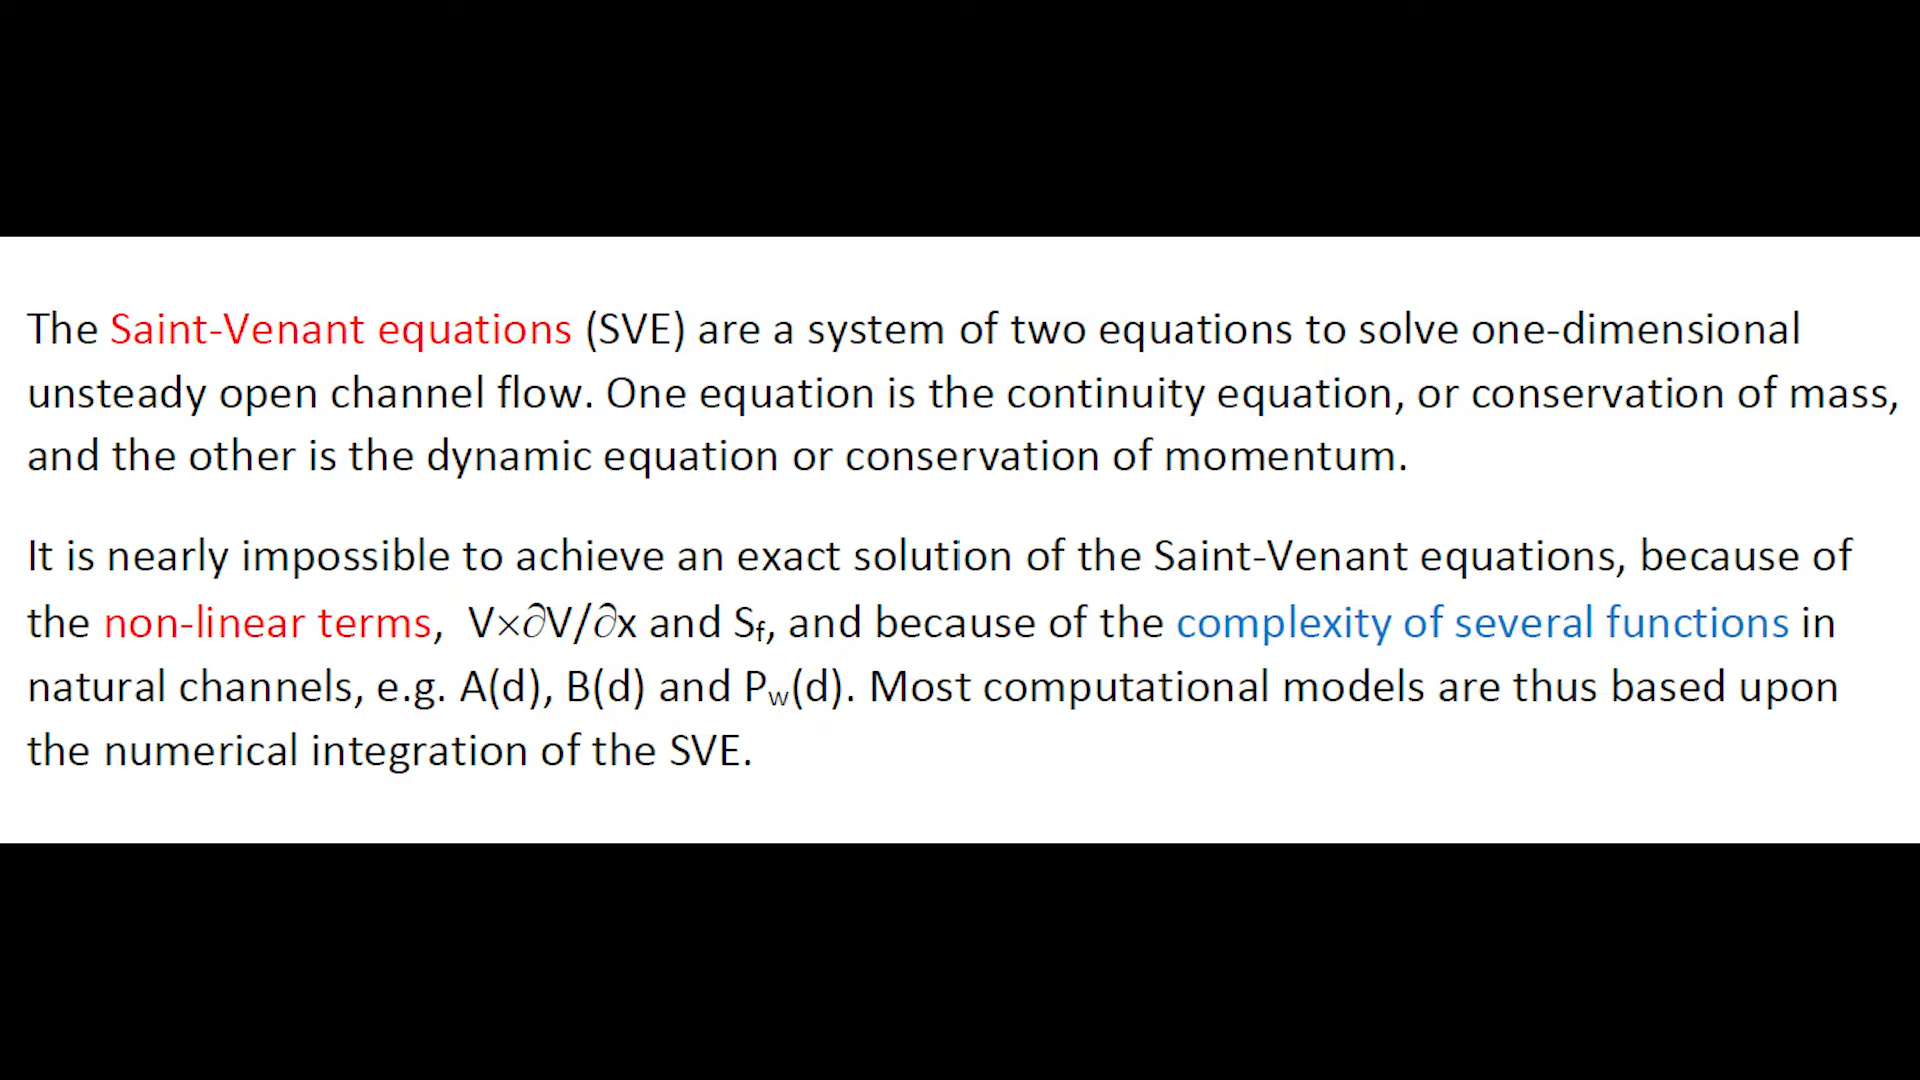 The Saint-Venant equations (SVE) are a system of two equations to solve one-dimensional
unsteady open channel flow. One equation is the continuity equation, or conservation of mass,
and the other is the dynamic equation or conservation of momentum.
It is nearly impossible to achieve an exact solution of the Saint-Venant equations, because of
the non-linear terms, V×∂V/∂x and Sf, and because of the complexity of several functions in
natural channels, e.g. A(d), B(d) and Pw(d). Most computational models are thus based upon
the numerical integration of the SVE.